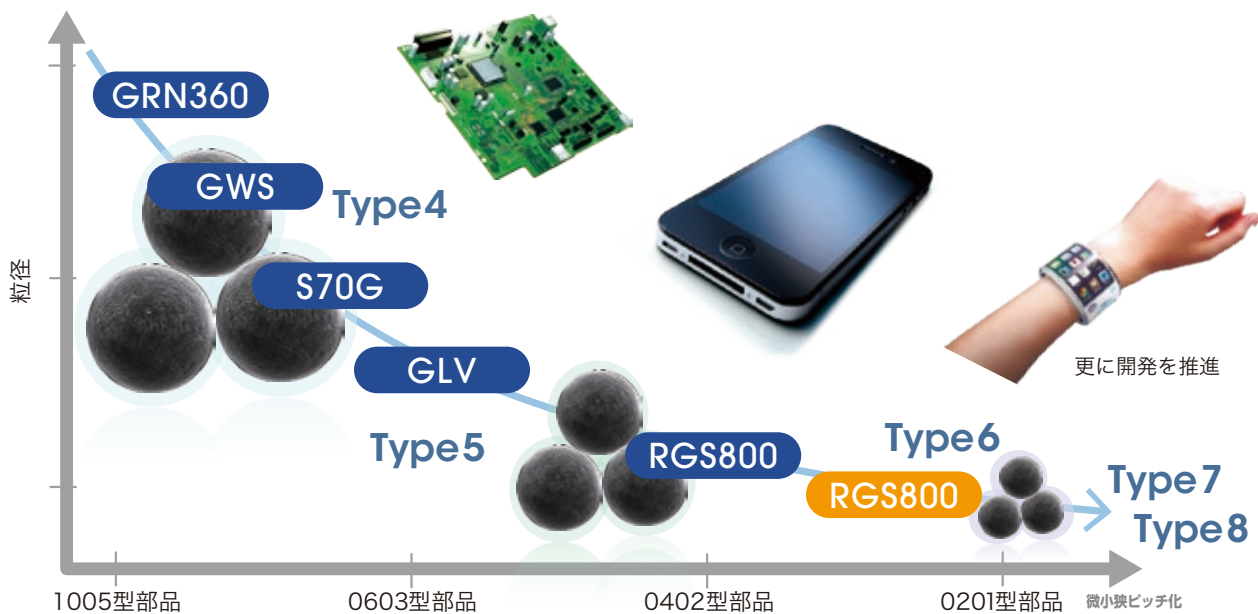 GRN360
GWS
Type4
粒径
S70G
GLV
更に開発を推進
Type5
RGS800
Type6
RGS800
Type7
Type8
1005型部品
0603型部品
0402型部品
0201型部品
微小狭ピッチ化